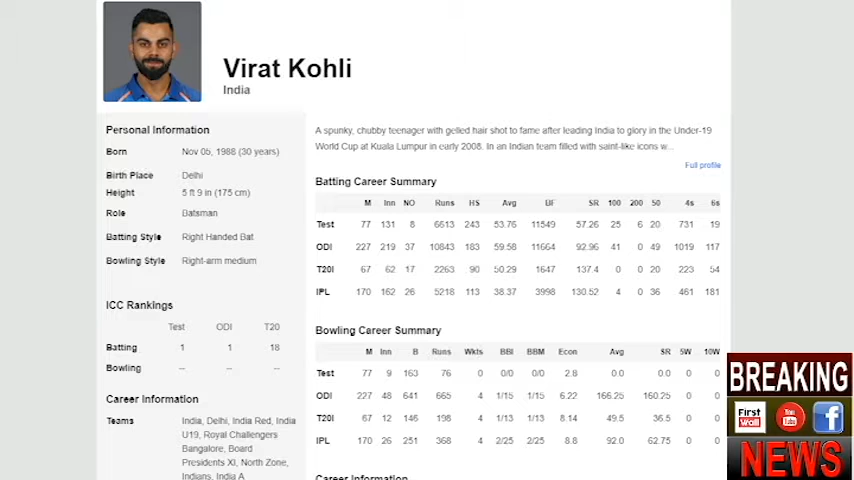 Virat Kohli
India
Personal Information
Born Nov 05, 1988 (30 years)
Birth Place Delhi
Height 5 ft 9 in (175 cm)
Role Batsman
Batting Style Right Handed Bat
Bowling Style Right-arm medium
ICC Rankings
Test ODI T20
Batting 1 1 18
Bowling -- -- --
Career Information
Teams India, Delhi, India Red, India
U19, Royal Challengers
Bangalore, Board
Presidents XI, North Zone,
Indians, India A
A spunky, chubby teenager with gelled hair shot to fame after leading India to glory in the Under-19
World Cup at Kuala Lumpur in early 2008. In an Indian team filled with saint-like icons w...
Full profile
Batting Career Summary
M Inn NO Runs HS Avg BF SR 100 200 50 4s 6s
Test 77 131 8 6613 243 53.76 11549 57.26 25 6 20 731 19
ODI 227 219 37 10843 183 59.58 11664 92.96 41 0 49 1019 117
T20I 67 62 17 2263 90 50.29 1647 137.4 0 0 20 223 54
IPL 170 162 26 5218 113 38.37 3998 130.52 4 0 36 461 181
Bowling Career Summary
M Inn B Runs Wkts BBI BBM Econ Avg SR 5W 10W
Test 77 9 163 76 0 0/0 0/0 2.8 0.0 0.0 0 0
ODI 227 48 641 665 4 1/15 1/15 6.22 166.25 160.25 0 0
T20I 67 12 146 198 4 1/13 1/13 8.14 49.5 36.5 0 0
IPL 170 26 251 368 4 2/25 2/25 8.8 92.0 62.75 0 0
Career Information
BREAKING
First
Wall
You
Tube
f
NEWS